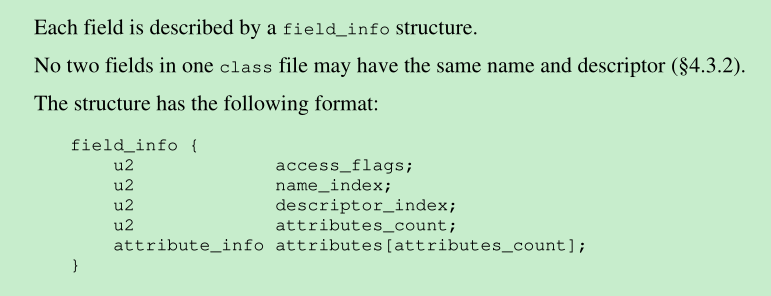 Each field is described by a field_info structure.
No two fields in one class file may have the same name and descriptor (§4.3.2).
The structure has the following format:
field_info {
    u2             access_flags;
    u2             name_index;
    u2             descriptor_index;
    u2             attributes_count;
    attribute_info attributes[attributes_count];
}